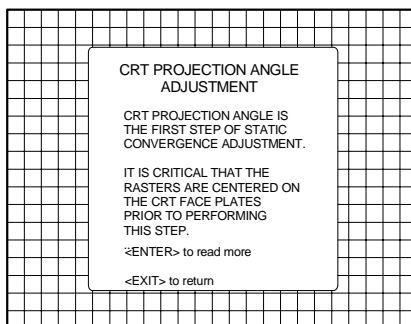 CRT PROJECTION ANGLE
ADJUSTMENT
CRT PROJECTION ANGLE IS
THE FIRST STEP OF STATIC
CONVERGENCE ADJUSTMENT.
IT IS CRITICAL THAT THE
RASTERS ARE CENTERED ON
THE CRT FACE PLATES
PRIOR TO PERFORMING
THIS STEP.
<ENTER> to read more
<EXIT> to return